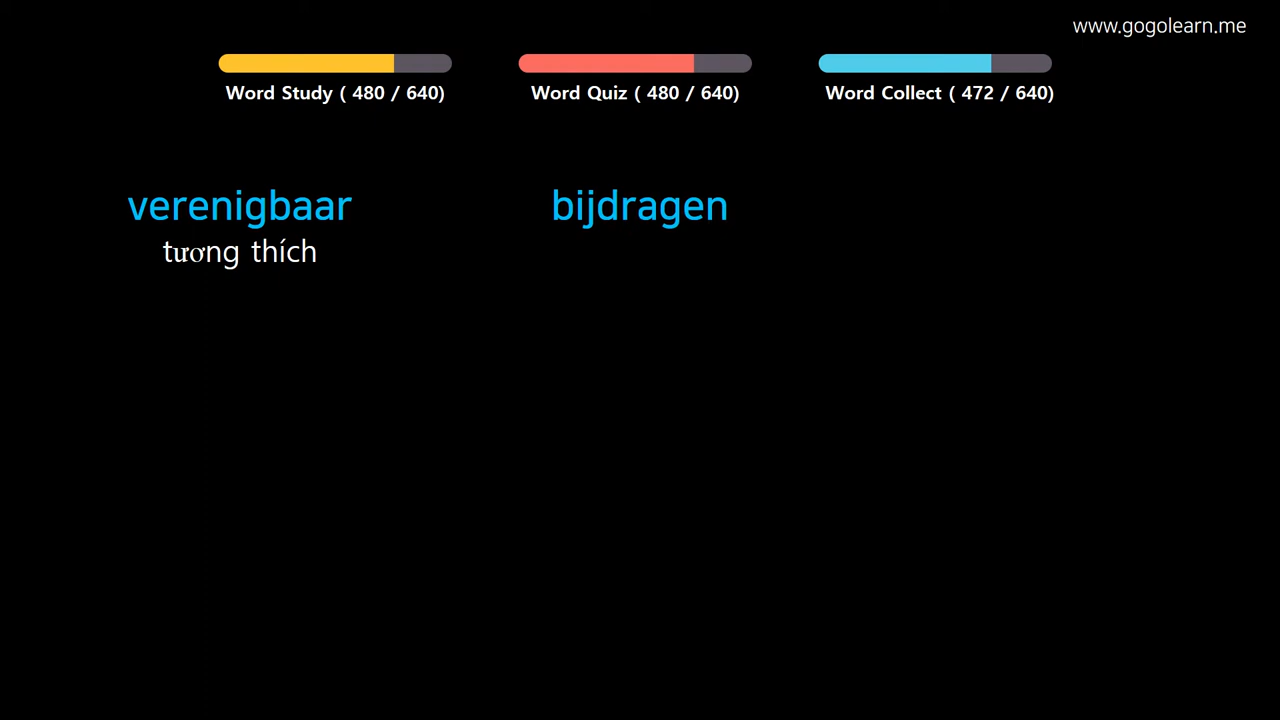 www.gogolearn.me
Word Study ( 480 / 640)
Word Quiz ( 480 / 640)
Word Collect ( 472 / 640)
verenigbaar
tương thích
bijdragen